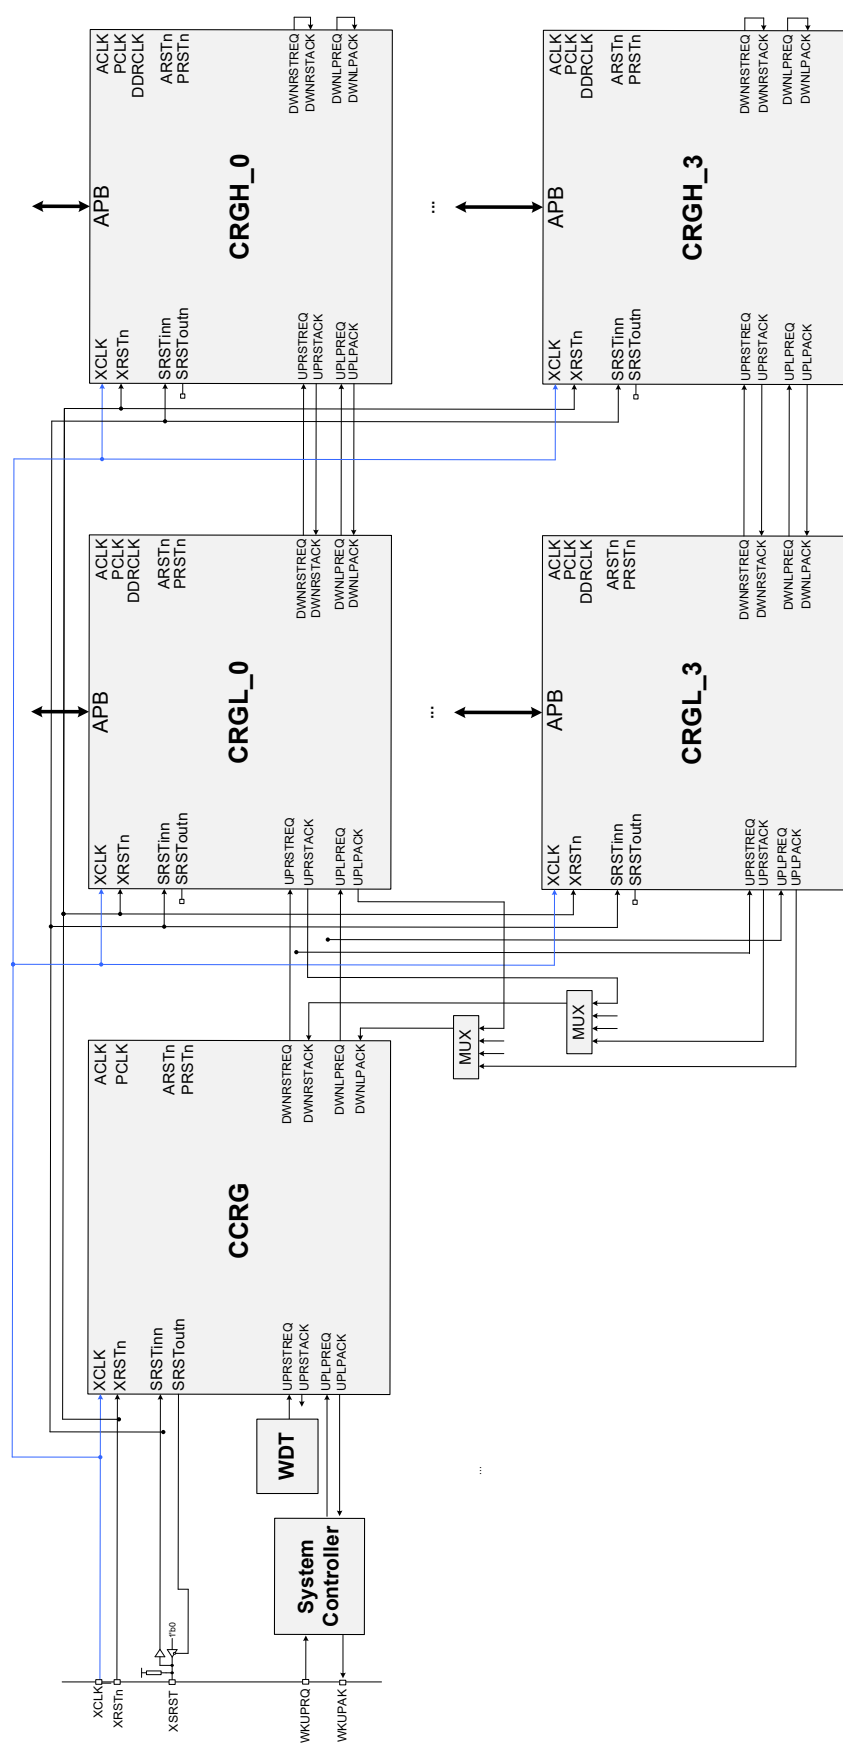 ACLK
PCLK
DDRCLK
ARSTn
PRSTn
DWNRSTREQ
DWNRSTACK
DWNLPREQ
DWNLPACK
APB
CRGH_0
XCLK
XRSTn
SRSTinn
SRSToutn
UPRSTREQ
UPRSTACK
UPLPREQ
UPLPACK
...
ACLK
PCLK
DDRCLK
ARSTn
PRSTn
DWNRSTREQ
DWNRSTACK
DWNLPREQ
DWNLPACK
APB
CRGH_3
XCLK
XRSTn
SRSTinn
SRSToutn
UPRSTREQ
UPRSTACK
UPLPREQ
UPLPACK
ACLK
PCLK
DDRCLK
ARSTn
PRSTn
DWNRSTREQ
DWNRSTACK
DWNLPREQ
DWNLPACK
APB
CRGL_0
XCLK
XRSTn
SRSTinn
SRSToutn
UPRSTREQ
UPRSTACK
UPLPREQ
UPLPACK
...
ACLK
PCLK
DDRCLK
ARSTn
PRSTn
DWNRSTREQ
DWNRSTACK
DWNLPREQ
DWNLPACK
APB
CRGL_3
XCLK
XRSTn
SRSTinn
SRSToutn
UPRSTREQ
UPRSTACK
UPLPREQ
UPLPACK
MUX
MUX
ACLK
PCLK
ARSTn
PRSTn
DWNRSTREQ
DWNRSTACK
DWNLPREQ
DWNLPACK
CCRG
XCLK
XRSTn
SRSTinn
SRSToutn
UPRSTREQ
UPRSTACK
UPLPREQ
UPLPACK
WDT
...
System
Controller
1'b0
XCLK
XRSTn
XSRST
WKUPRQ
WKUPAK